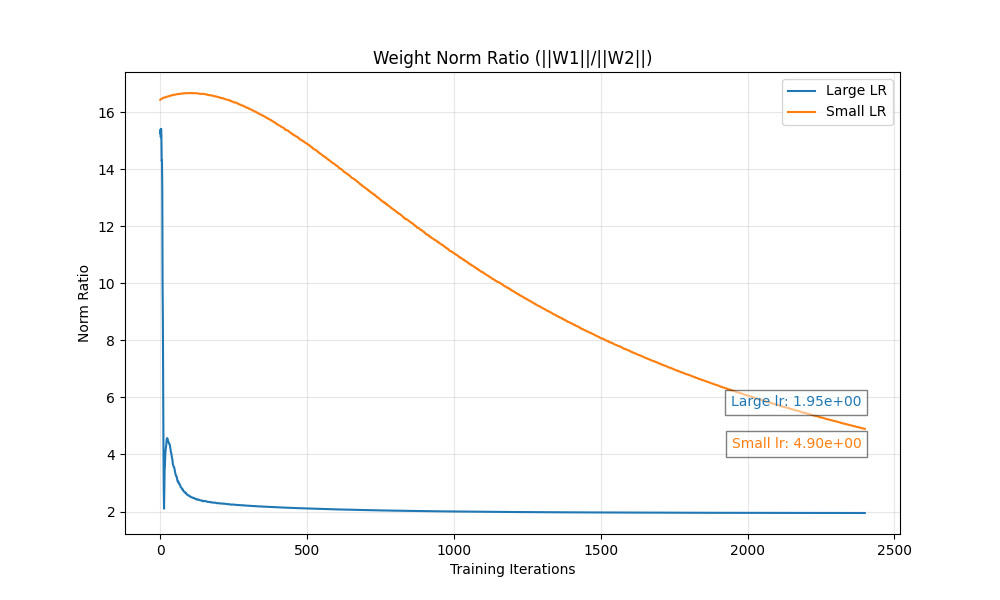 Weight Norm Ratio (||W1||/||W2||)
Large LR
Small LR
Norm Ratio
16
14
12
10
8
6
4
2
Large lr: 1.95e+00
Small lr: 4.90e+00
0
500
1000
1500
2000
2500
Training Iterations